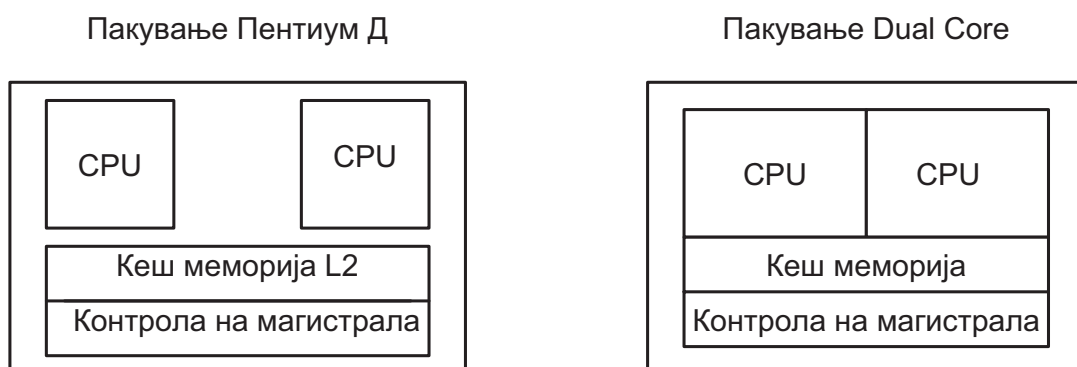 Пакување Пентиум Д
CPU
CPU
Кеш меморија L2
Контрола на магистрала
Пакување Dual Core
CPU
CPU
Кеш меморија
Контрола на магистрала